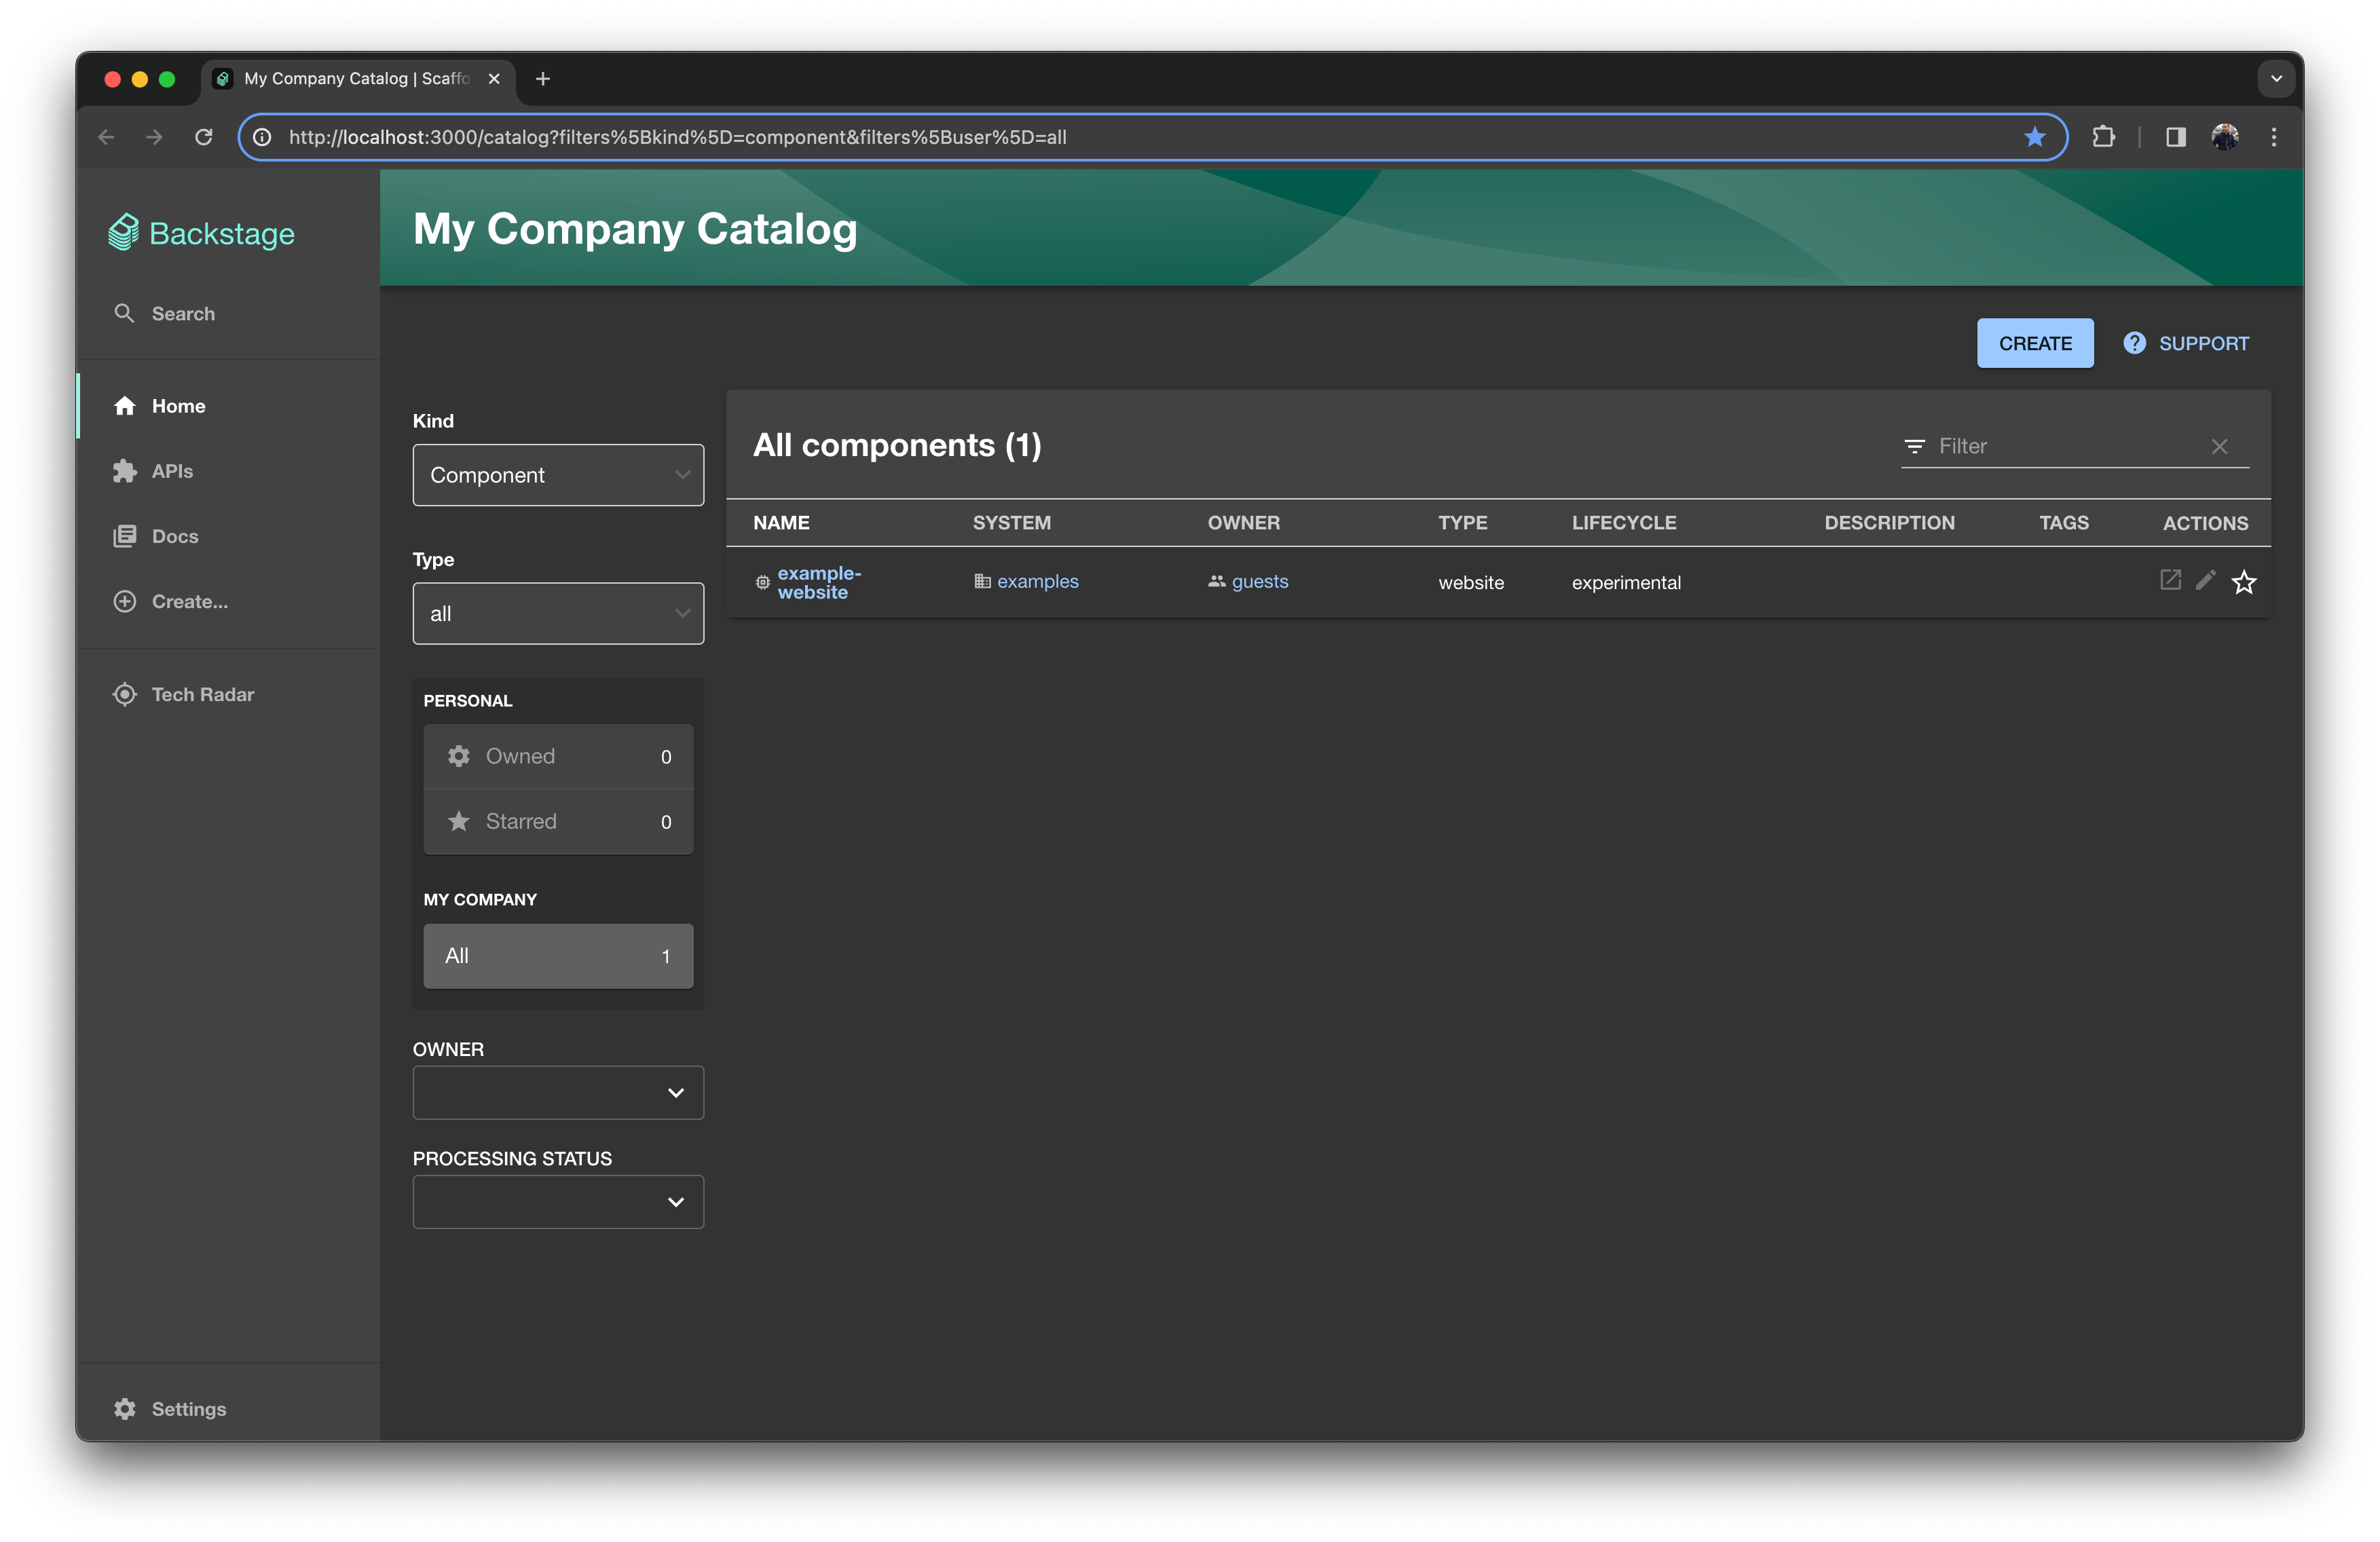 My Company Catalog | Scaffo
http://localhost:3000/catalog?filters%5Bkind%5D=component&filters%5Buser%5D=all
Backstage
Search
Home
APIs
Docs
Create...
Tech Radar
Settings
My Company Catalog
CREATE
SUPPORT
Kind
Component
Type
all
PERSONAL
Owned 0
Starred 0
MY COMPANY
All 1
OWNER
PROCESSING STATUS
All components (1)
Filter
NAME SYSTEM OWNER TYPE LIFECYCLE DESCRIPTION TAGS ACTIONS
example-
website
examples guests website experimental